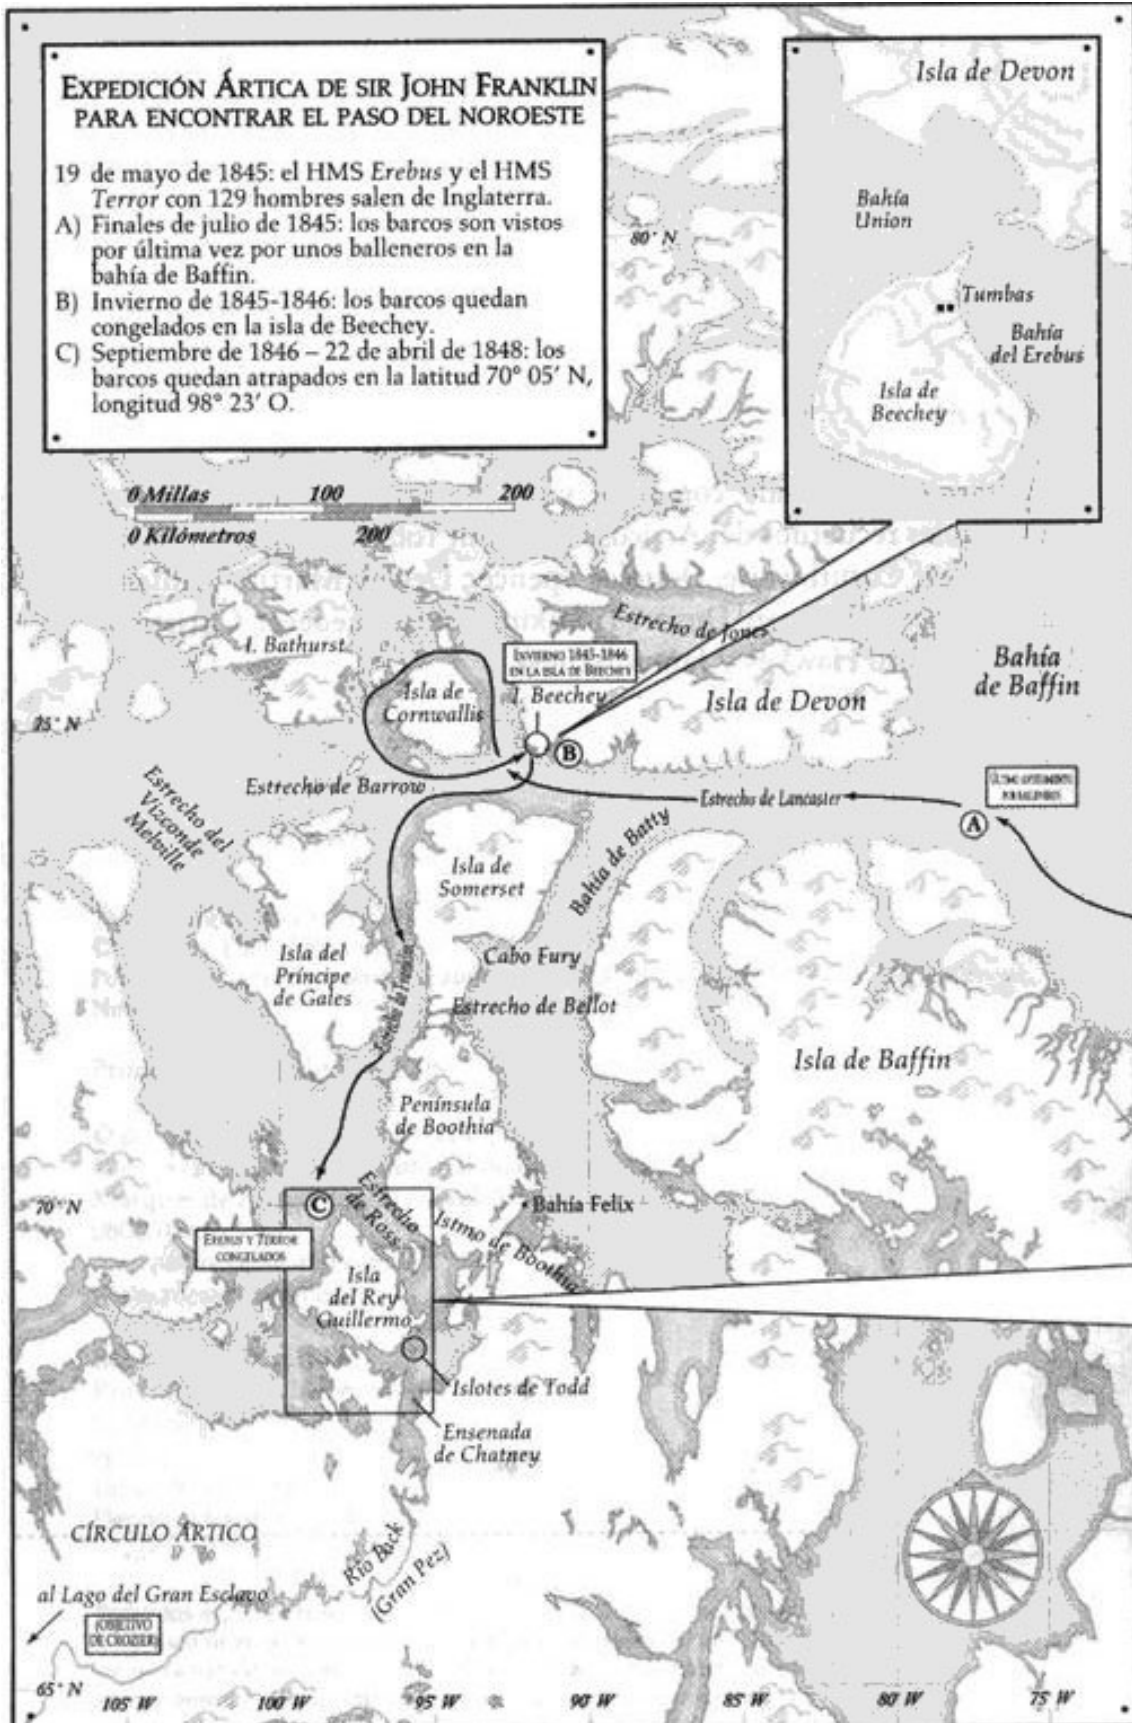 EXPEDICIÓN ÁRTICA DE SIR JOHN FRANKLIN
PARA ENCONTRAR EL PASO DEL NOROESTE
19 de mayo de 1845: el HMS Erebus y el HMS
Terror con 129 hombres salen de Inglaterra.
A) Finales de julio de 1845: los barcos son vistos
por última vez por unos balleneros en la
bahía de Baffin.
B) Invierno de 1845-1846: los barcos quedan
congelados en la isla de Beechey.
C) Septiembre de 1846 – 22 de abril de 1848: los
barcos quedan atrapados en la latitud 70° 05' N,
longitud 98° 23' O.
Isla de Devon
Bahía
Union
Tumbas
Bahía
del Erebus
Isla de
Beechey
80° N
0 Millas 100 200
0 Kilómetros 200
Estrecho de Jones
I. Bathurst
INVIERNO 1845-1846
EN LA ISLA DE BEECHEY
I. Beechey
Isla de
Cornwallis
Isla de Devon
Bahía
de Baffin
75° N
B
Estrecho de Barrow
Estrecho de Lancaster
ÚLTIMO AVISTAMIENTO
POR BALLENEROS
A
Estrecho del
Vizconde
Melville
Bahía de Batty
Isla de
Somerset
Isla del
Príncipe
de Gales
Cabo Fury
Estrecho de Franklin
Estrecho de Bellot
Isla de Baffin
Península
de Boothia
70° N
C
Estrecho
de Ross
Bahía Felix
Istmo de Boothia
EREBUS Y TERROR
CONGELADOS
Isla
del Rey
Guillermo
Islotes de Todd
Ensenada
de Chatney
CÍRCULO ÁRTICO
Río Back
(Gran Pez)
al Lago del Gran Esclavo
(OBJETIVO
DE CROZIER)
65° N
105° W 100° W 95° W 90° W 85° W 80° W 75° W